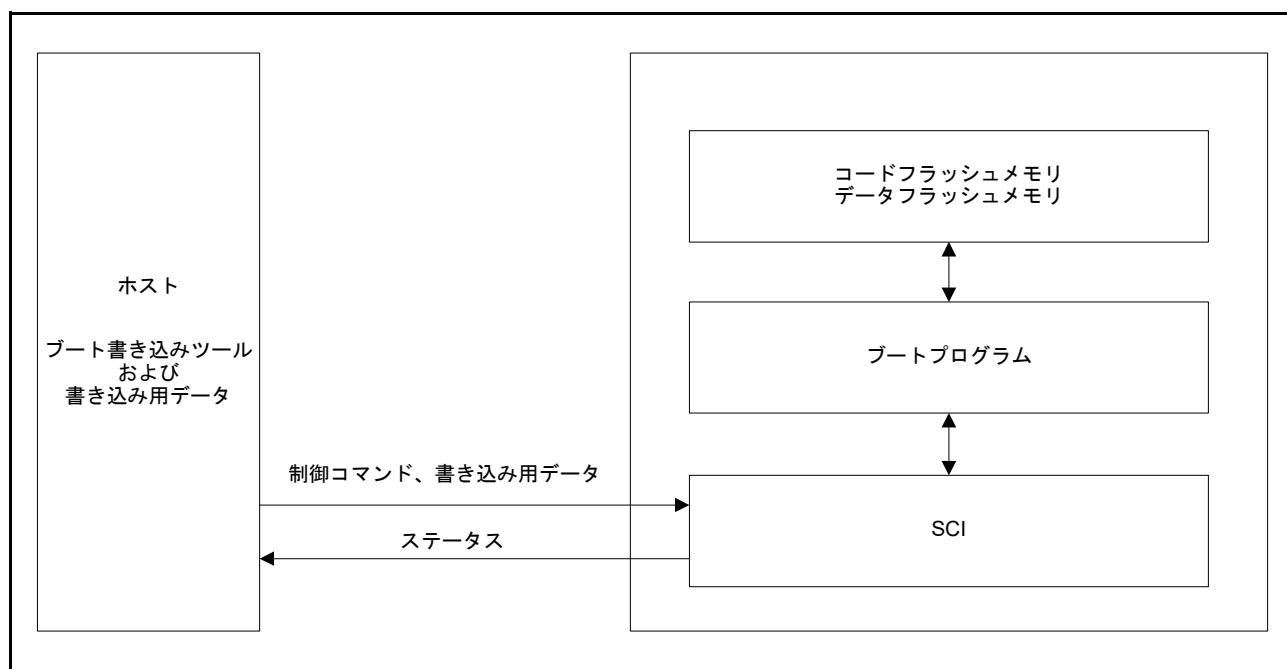 ホスト
ブート書き込みツール
および
書き込み用データ
制御コマンド、書き込み用データ
ステータス
コードフラッシュメモリ
データフラッシュメモリ
ブートプログラム
SCI